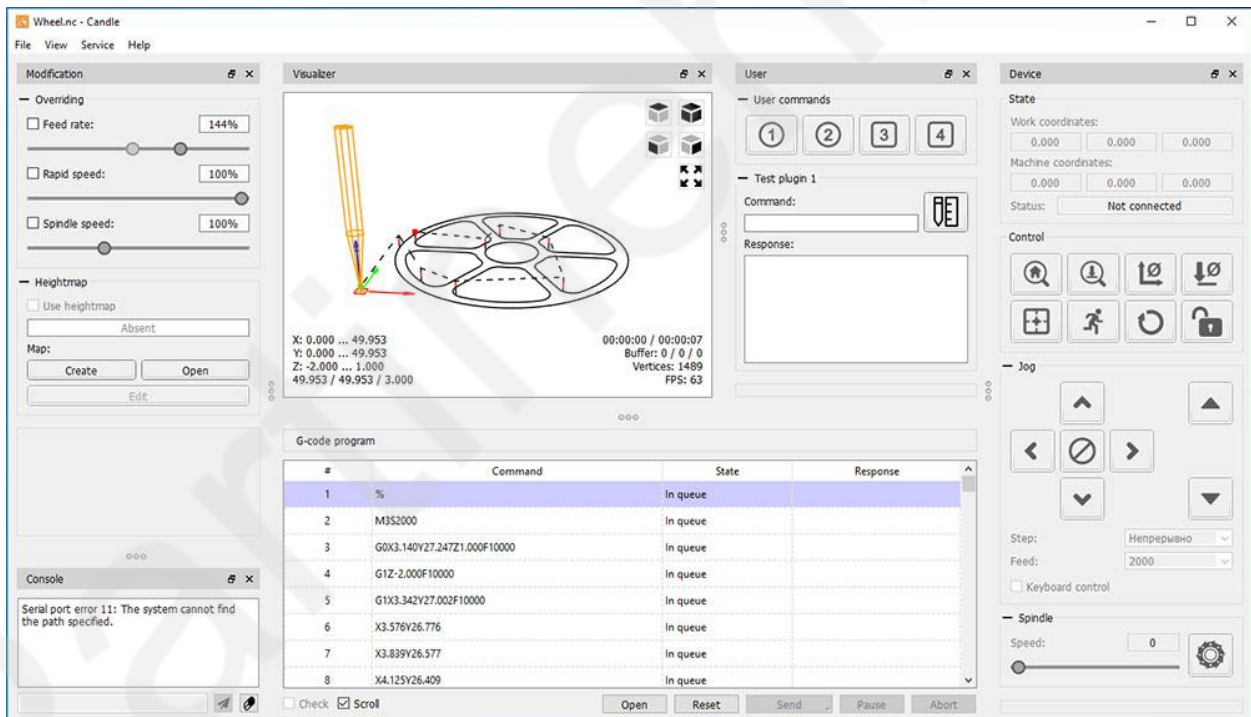 Wheel.nc - Candle
File View Service Help
Modification
Overriding
Feed rate: 144%
Rapid speed: 100%
Spindle speed: 100%
Heightmap
Use heightmap
Absent
Map:
Create Open
Edit
Console
Serial port error 11: The system cannot find
the path specified.
Visualizer
X: 0.000 ... 49.953
Y: 0.000 ... 49.953
Z: -2.000 ... 1.000
49.953 / 49.953 / 3.000
00:00:00 / 00:00:07
Buffer: 0 / 0 / 0
Vertices: 1489
FPS: 63
G-code program
# Command State Response
1 % In queue
2 M3S2000 In queue
3 G0X3.140Y27.247Z1.000F10000 In queue
4 G1Z-2.000F10000 In queue
5 G1X3.342Y27.002F10000 In queue
6 X3.576Y26.776 In queue
7 X3.839Y26.577 In queue
8 X4.125Y26.409 In queue
Check Scroll Open Reset Send Pause Abort
User
User commands
1 2 3 4
Test plugin 1
Command:
Response:
Device
State
Work coordinates:
0.000 0.000 0.000
Machine coordinates:
0.000 0.000 0.000
Status: Not connected
Control
Jog
Step: Непрерывно
Feed: 2000
Keyboard control
Spindle
Speed: 0